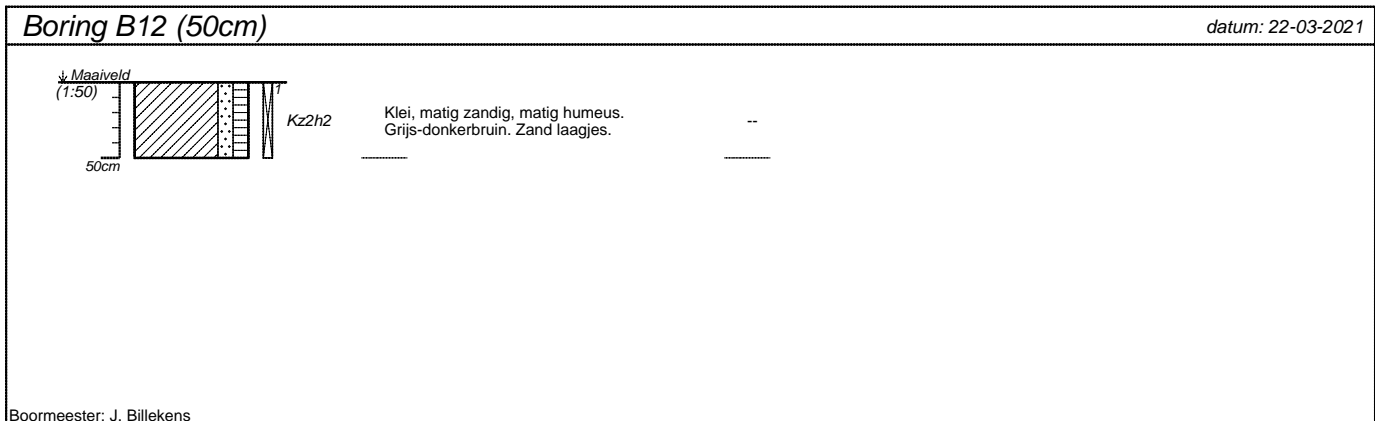 Boring B12 (50cm)
datum: 22-03-2021
Maaiveld
(1:50)
1
Kz2h2
Klei, matig zandig, matig humeus.
Grijs-donkerbruin. Zand laagjes.
--
50cm
Boormeester: J. Billekens